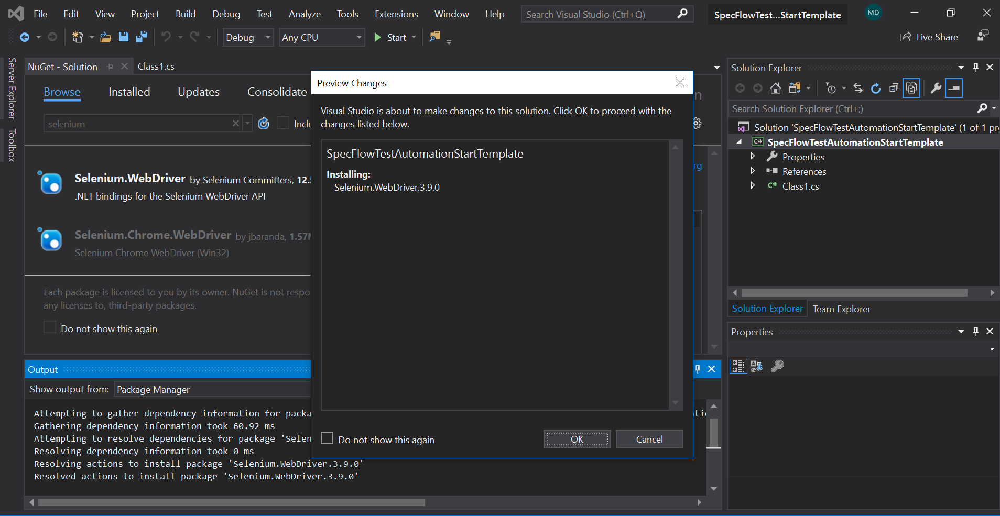 File Edit View Project Build Debug Test Analyze Tools Extensions Window Help Search Visual Studio (Ctrl+Q) SpecFlowTest...StartTemplate MD
Debug Any CPU Start Live Share
Server Explorer
Toolbox
NuGet - Solution Class1.cs
Browse Installed Updates Consolidate
selenium Inclu
Selenium.WebDriver by Selenium Committers, 12.5
.NET bindings for the Selenium WebDriver API
Selenium.Chrome.WebDriver by jbaranda, 1.57M
Selenium Chrome WebDriver (Win32)
Each package is licensed to you by its owner. NuGet is not respo
any licenses to, third-party packages.
Do not show this again
n
rg
Preview Changes
Visual Studio is about to make changes to this solution. Click OK to proceed with the
changes listed below.
SpecFlowTestAutomationStartTemplate
Installing:
Selenium.WebDriver.3.9.0
Do not show this again OK Cancel
Output
Show output from: Package Manager
Attempting to gather dependency information for packa
Gathering dependency information took 60.92 ms
Attempting to resolve dependencies for package 'Selen
Resolving dependency information took 0 ms
Resolving actions to install package 'Selenium.WebDriver.3.9.0'
Resolved actions to install package 'Selenium.WebDriver.3.9.0'
Solution Explorer
Search Solution Explorer (Ctrl+;)
Solution 'SpecFlowTestAutomationStartTemplate' (1 of 1 pro
C# SpecFlowTestAutomationStartTemplate
Properties
References
C# Class1.cs
Solution Explorer Team Explorer
Properties